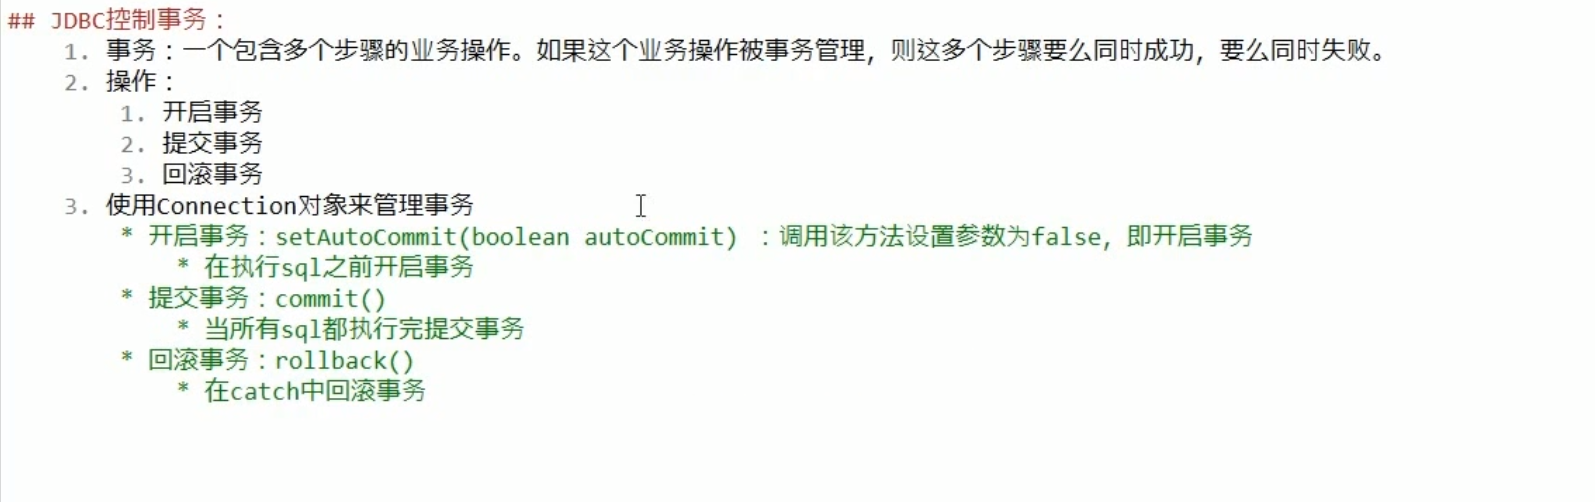 ## JDBC控制事务：
1. 事务：一个包含多个步骤的业务操作。如果这个业务操作被事务管理，则这多个步骤要么同时成功，要么同时失败。
2. 操作：
1. 开启事务
2. 提交事务
3. 回滚事务
3. 使用Connection对象来管理事务
* 开启事务：setAutoCommit(boolean autoCommit) ：调用该方法设置参数为false，即开启事务
* 在执行sql之前开启事务
* 提交事务：commit()
* 当所有sql都执行完提交事务
* 回滚事务：rollback()
* 在catch中回滚事务